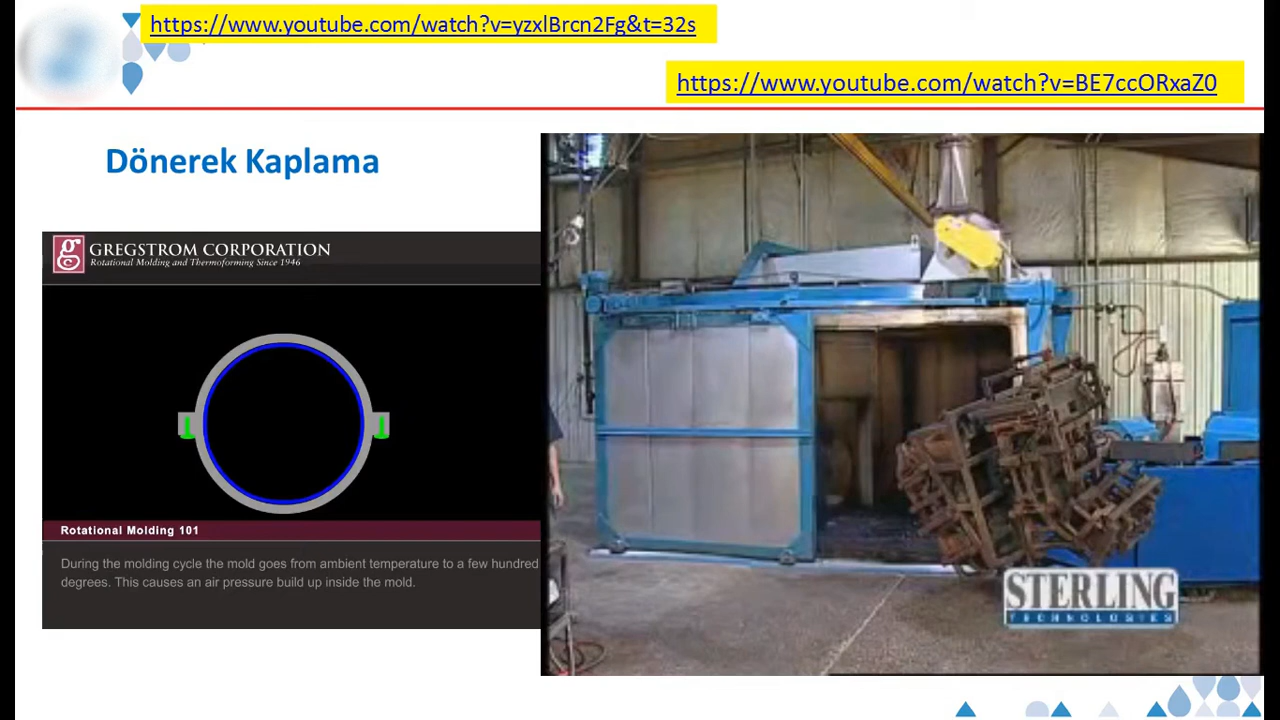 https://www.youtube.com/watch?v=yzxlBrcn2Fg&t=32s
https://www.youtube.com/watch?v=BE7ccORxaZ0
Dönerek Kaplama
GREGSTROM CORPORATION
Rotational Molding and Thermoforming Since 1946
Rotational Molding 101
During the molding cycle the mold goes from ambient temperature to a few hundred
degrees. This causes an air pressure build up inside the mold.
STERLING
TECHNOLOGIES